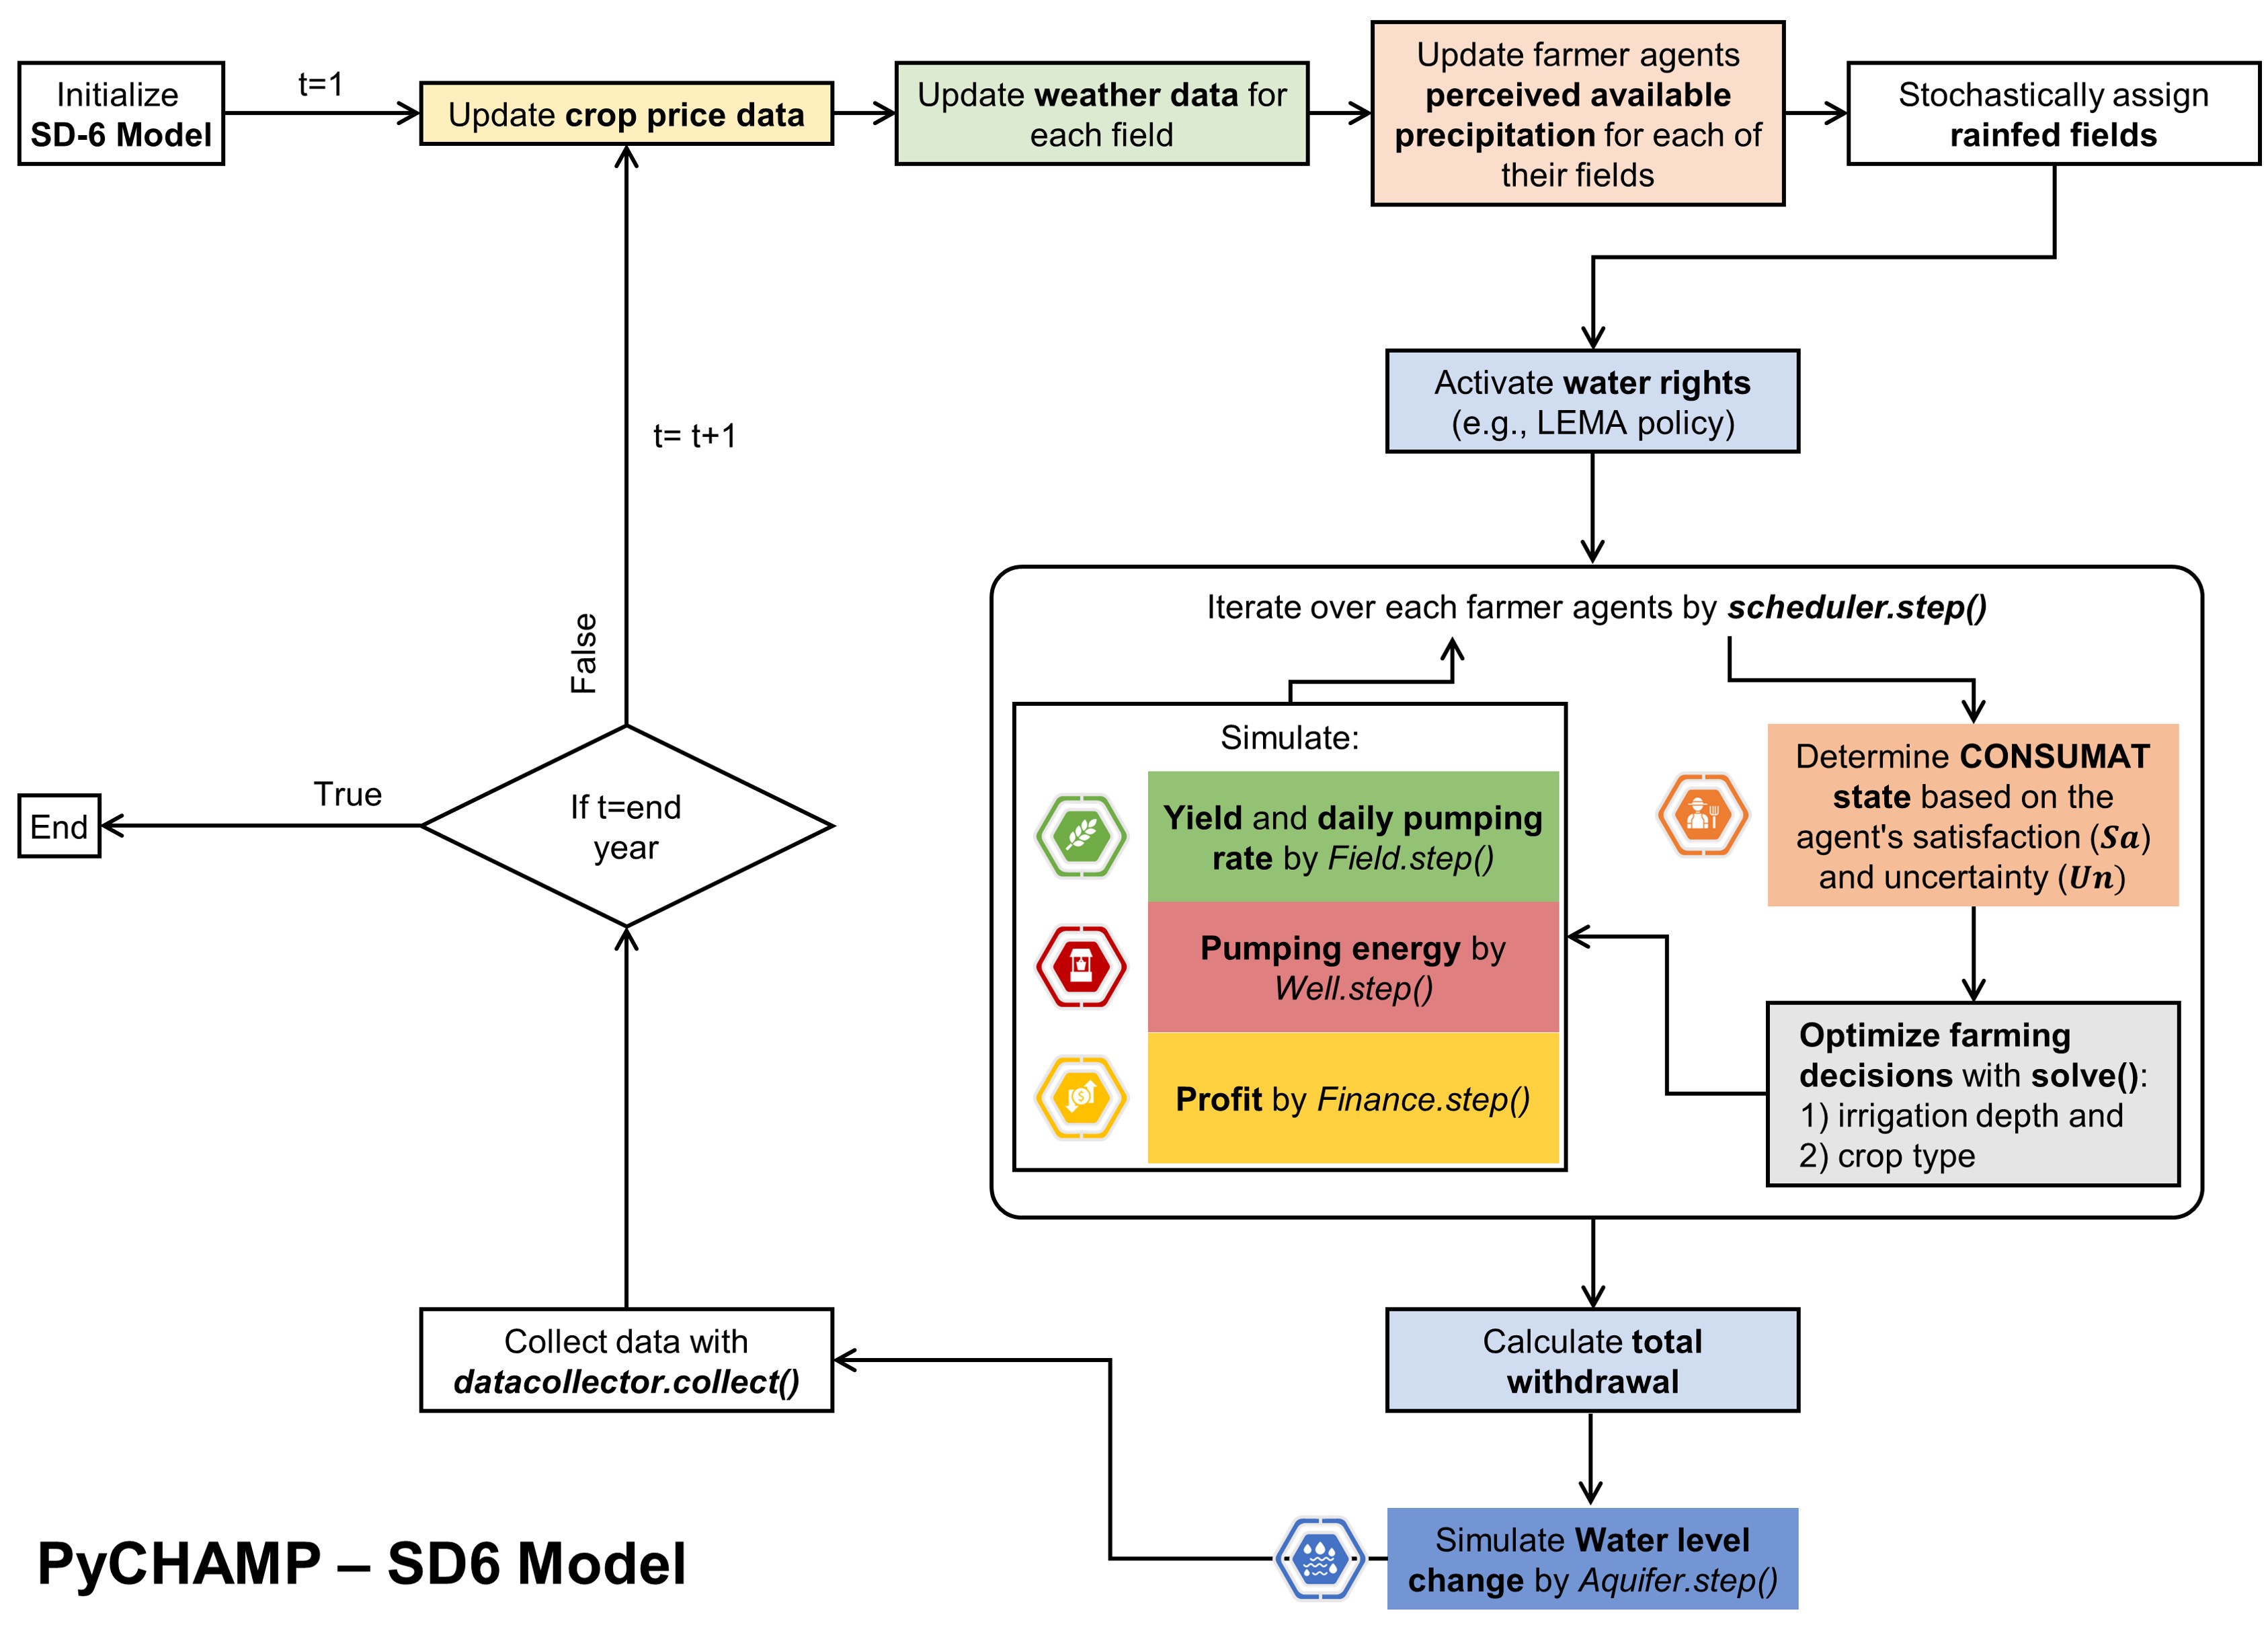 Initialize
SD-6 Model
t=1
Update crop price data
Update weather data for
each field
Update farmer agents
perceived available
precipitation for each of
their fields
Stochastically assign
rainfed fields
Activate water rights
(e.g., LEMA policy)
Iterate over each farmer agents by scheduler.step()
Determine CONSUMAT
state based on the
agent's satisfaction (Sa)
and uncertainty (Un)
Optimize farming
decisions with solve():
1) irrigation depth and
2) crop type
Simulate:
Yield and daily pumping
rate by Field.step()
Pumping energy by
Well.step()
$
Profit by Finance.step()
Calculate total
withdrawal
Simulate Water level
change by Aquifer.step()
Collect data with
datacollector.collect()
If t=end
year
True
End
False
t= t+1
PyCHAMP – SD6 Model